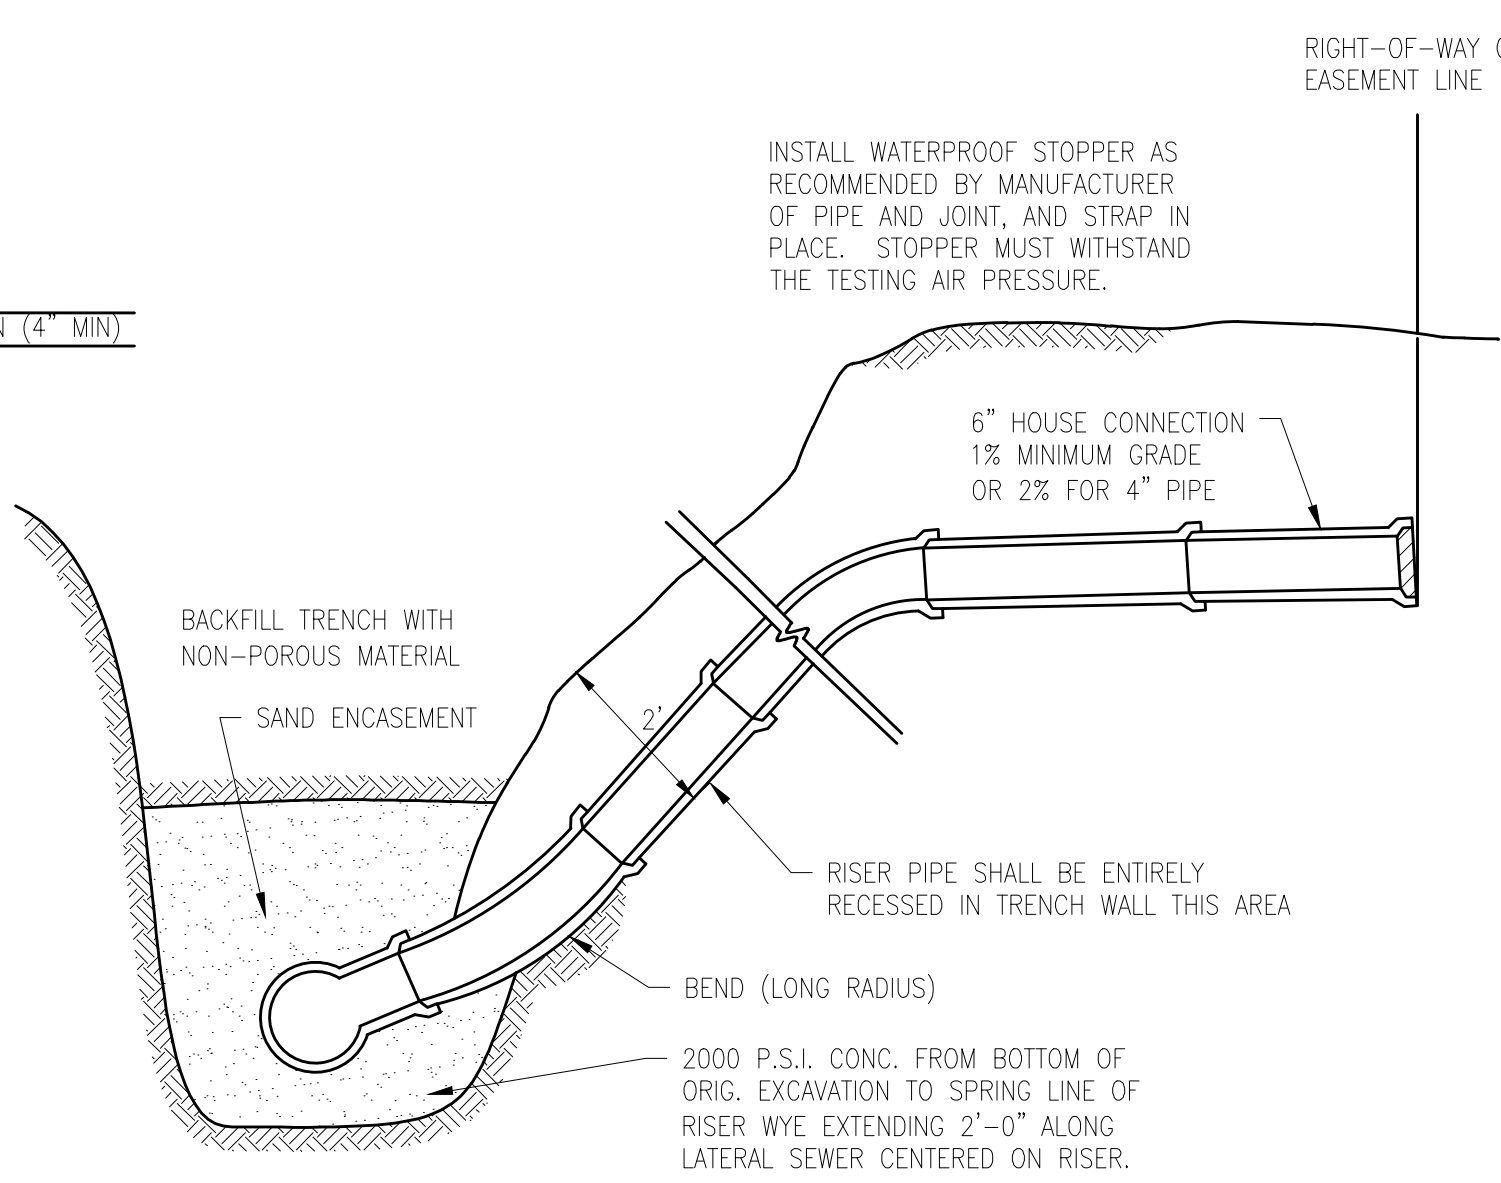 RIGHT-OF-WAY
EASEMENT LINE
INSTALL WATERPROOF STOPPER AS
RECOMMENDED BY MANUFACTURER
OF PIPE AND JOINT, AND STRAP IN
PLACE. STOPPER MUST WITHSTAND
THE TESTING AIR PRESSURE.
(4” MIN)
6” HOUSE CONNECTION
1% MINIMUM GRADE
OR 2% FOR 4” PIPE
BACKFILL TRENCH WITH
NON-POROUS MATERIAL
SAND ENCASEMENT
2’
RISER PIPE SHALL BE ENTIRELY
RECESSED IN TRENCH WALL THIS AREA
BEND (LONG RADIUS)
2000 P.S.I. CONC. FROM BOTTOM OF
ORIG. EXCAVATION TO SPRING LINE OF
RISER WYE EXTENDING 2’-0” ALONG
LATERAL SEWER CENTERED ON RISER.